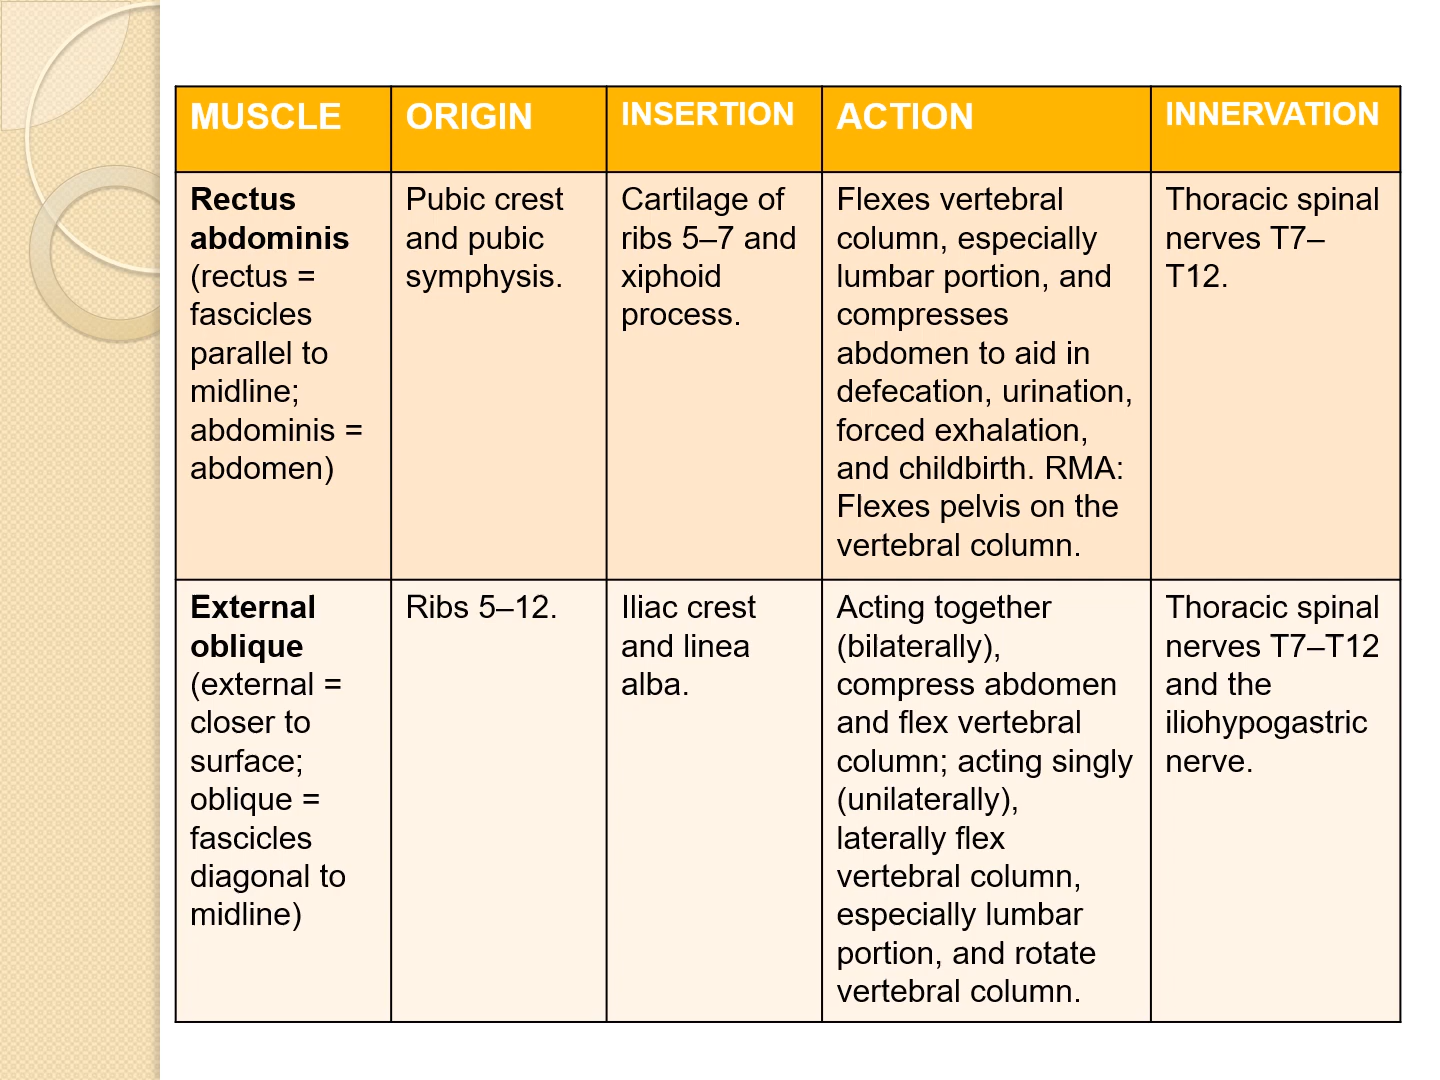 MUSCLE
ORIGIN
INSERTION
ACTION
INNERVATION
Rectus
abdominis
(rectus =
fascicles
parallel to
midline;
abdominis =
abdomen)
Pubic crest
and pubic
symphysis.
Cartilage of
ribs 5–7 and
xiphoid
process.
Flexes vertebral
column, especially
lumbar portion, and
compresses
abdomen to aid in
defecation, urination,
forced exhalation,
and childbirth. RMA:
Flexes pelvis on the
vertebral column.
Thoracic spinal
nerves T7–
T12.
External
oblique
(external =
closer to
surface;
oblique =
fascicles
diagonal to
midline)
Ribs 5–12.
Iliac crest
and linea
alba.
Acting together
(bilaterally),
compress abdomen
and flex vertebral
column; acting singly
(unilaterally),
laterally flex
vertebral column,
especially lumbar
portion, and rotate
vertebral column.
Thoracic spinal
nerves T7–T12
and the
iliohypogastric
nerve.